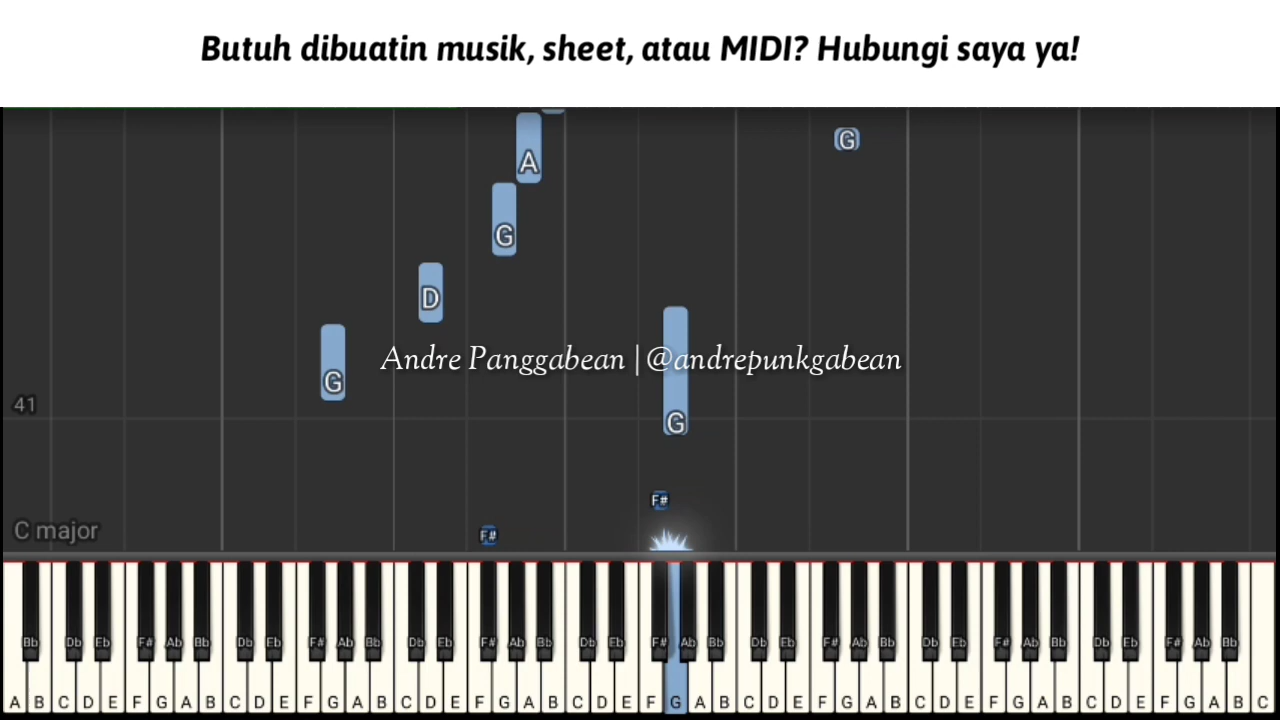 Butuh dibuatin musik, sheet, atau MIDI? Hubungi saya ya!
A
G
G
D
G
Andre Panggabean | @andrepunkgabean
G
41
G
F#
C major
F#
Bb Db Eb F# Ab Bb Db Eb F# Ab Bb Db Eb F# Ab Bb Db Eb F# Ab Bb Db Eb F# Ab Bb Db Eb F# Ab Bb Db Eb F# Ab Bb
A B C D E F G A B C D E F G A B C D E F G A B C D E F G A B C D E F G A B C D E F G A B C D E F G A B C